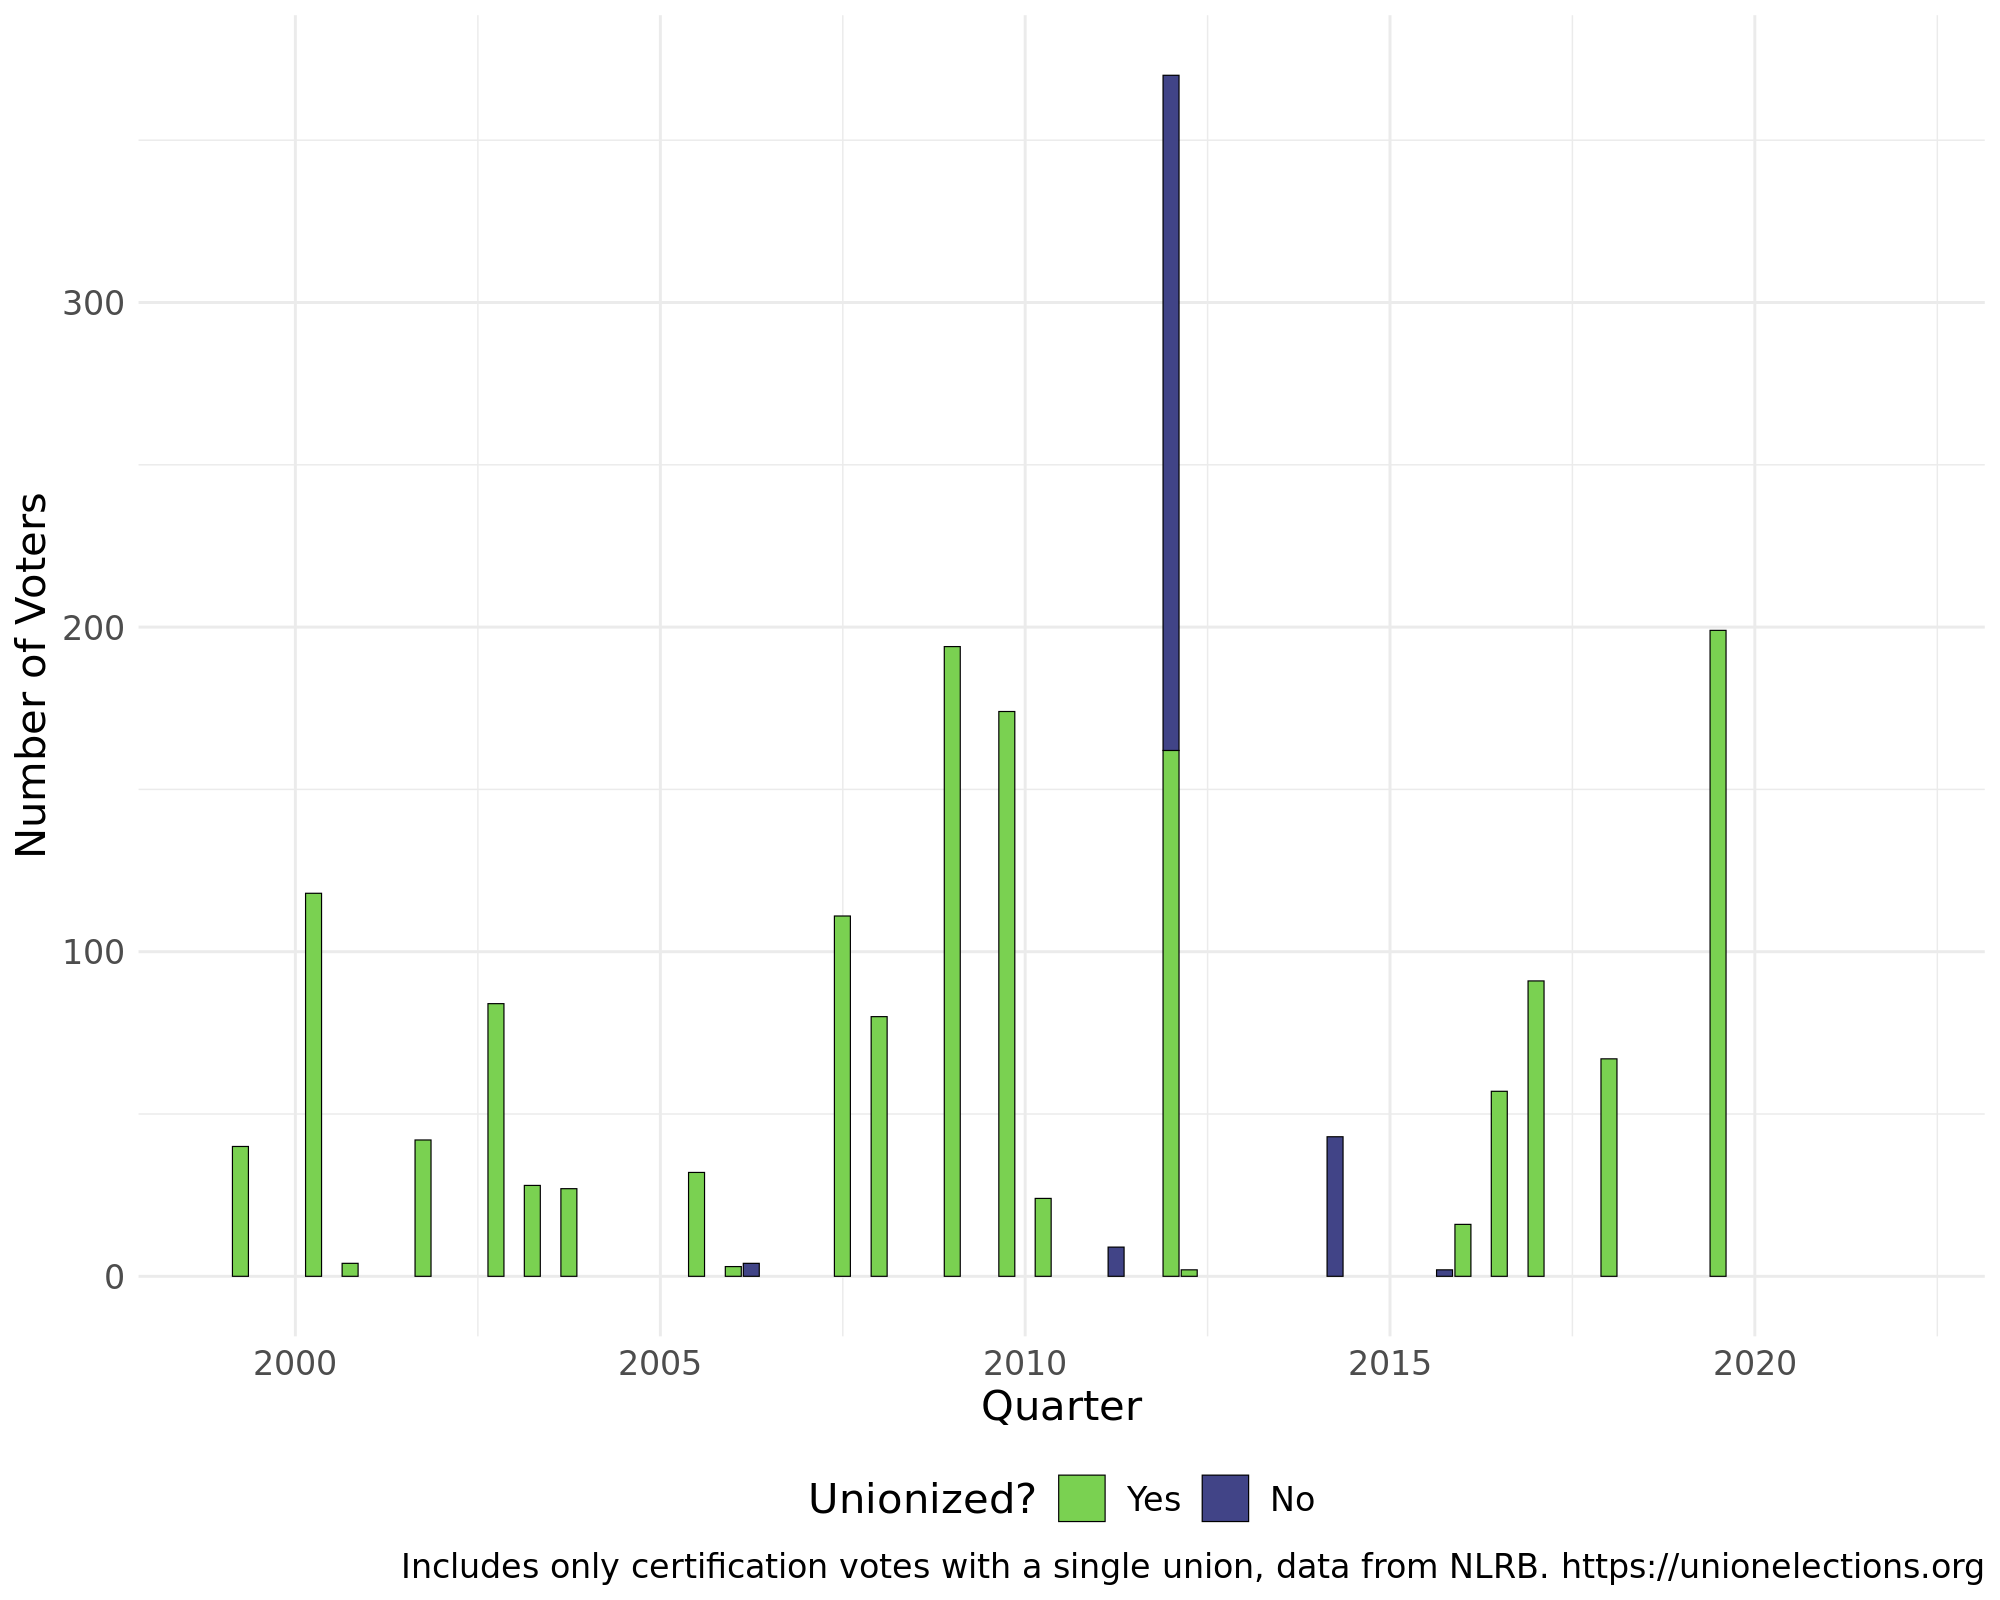 Number of Voters
300
200
100
0
2000 2005 2010 2015 2020
Quarter
Unionized? Yes No
Includes only certification votes with a single union, data from NLRB. https://unionelections.org